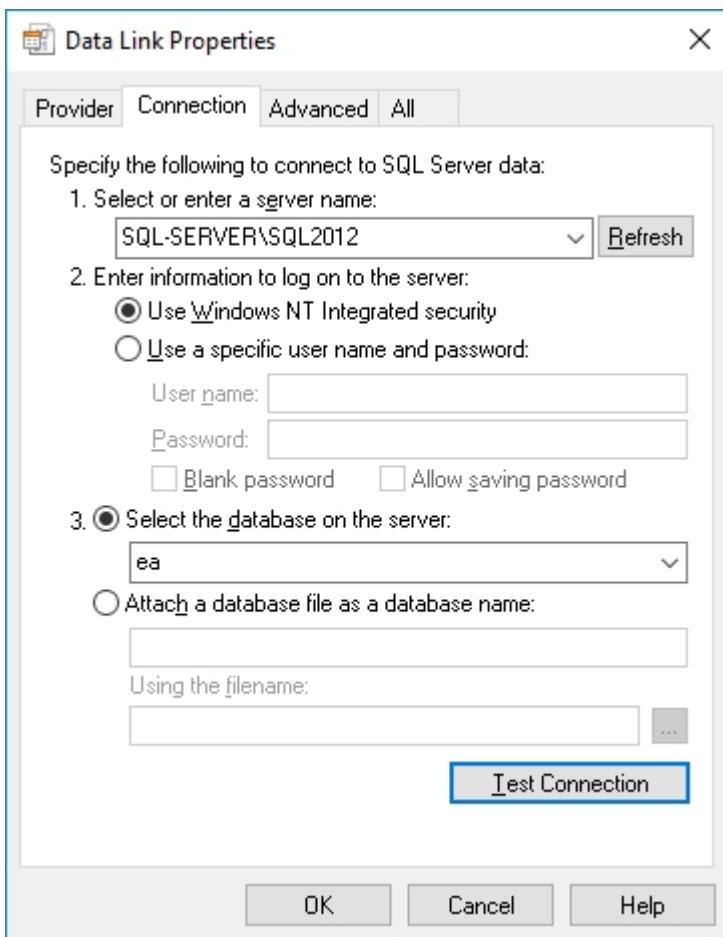 Data Link Properties
Provider Connection Advanced All
Specify the following to connect to SQL Server data:
1. Select or enter a server name:
SQL-SERVER\SQL2012 Refresh
2. Enter information to log on to the server:
Use Windows NT Integrated security
Use a specific user name and password:
User name:
Password:
Blank password Allow saving password
3. Select the database on the server:
ea
Attach a database file as a database name:
Using the filename:
...
Test Connection
OK Cancel Help